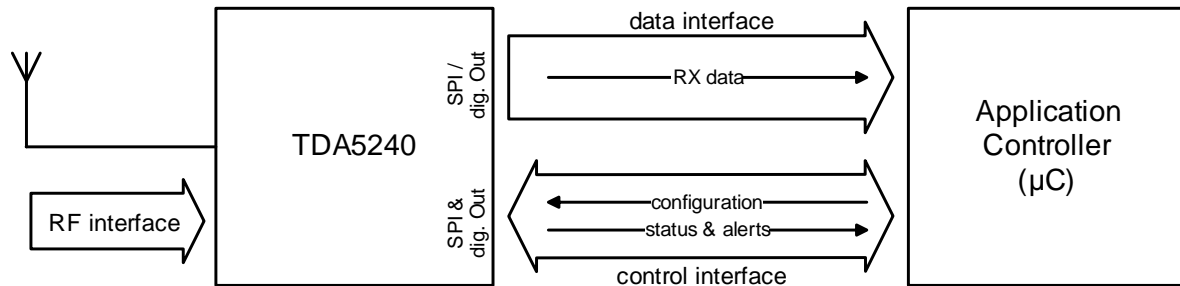 data interface
SPI /
dig. Out
RX data
TDA5240
Application
Controller
(µC)
RF interface
SPI &
dig. Out
configuration
status & alerts
control interface